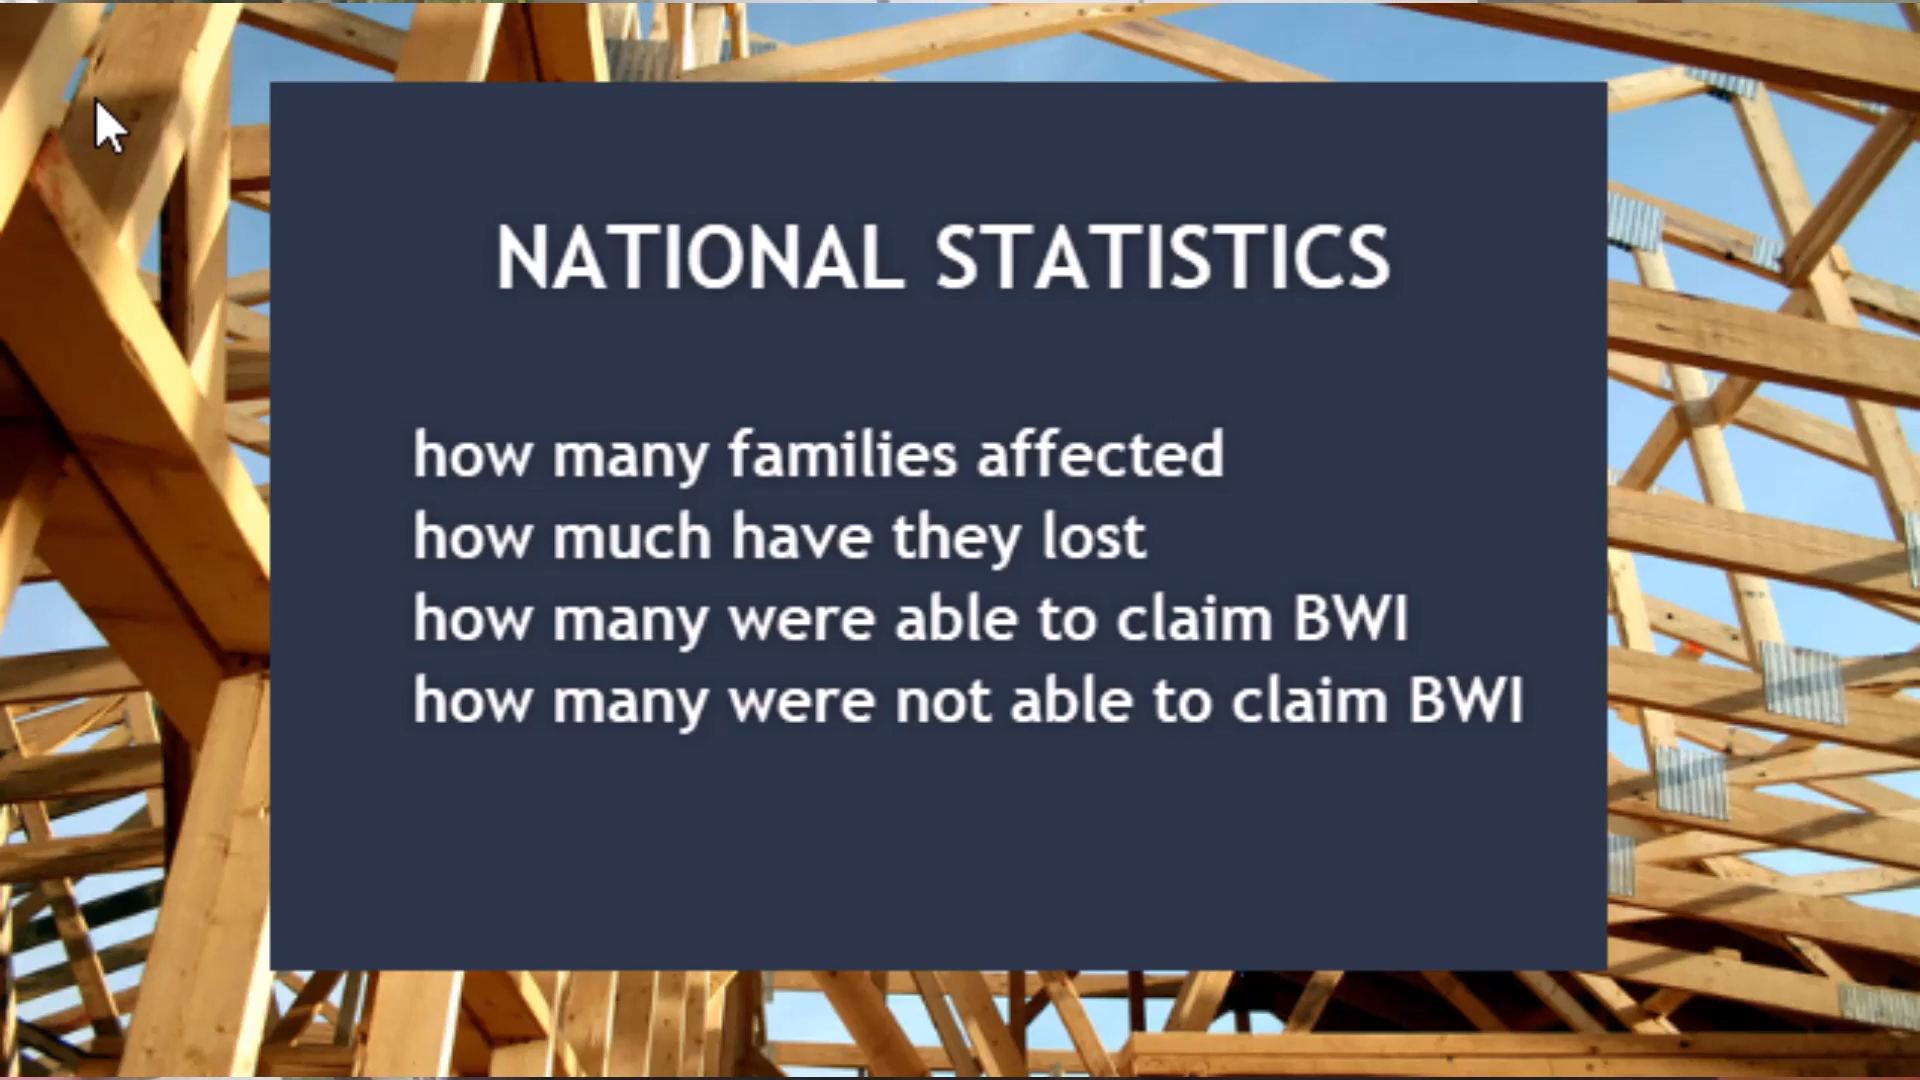 NATIONAL STATISTICS
how many families affected
how much have they lost
how many were able to claim BWI
how many were not able to claim BWI